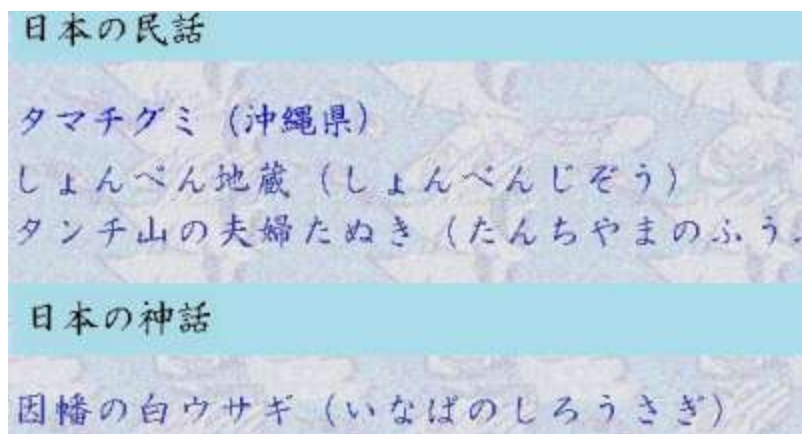 日本の民話
タマチグミ (沖縄県)
しょんべん地蔵 (しょんべんじぞう)
タンチ山の夫婦たぬき (たんちやまのふう
日本の神話
因幡の白ウサギ (いなばのしろうさぎ)